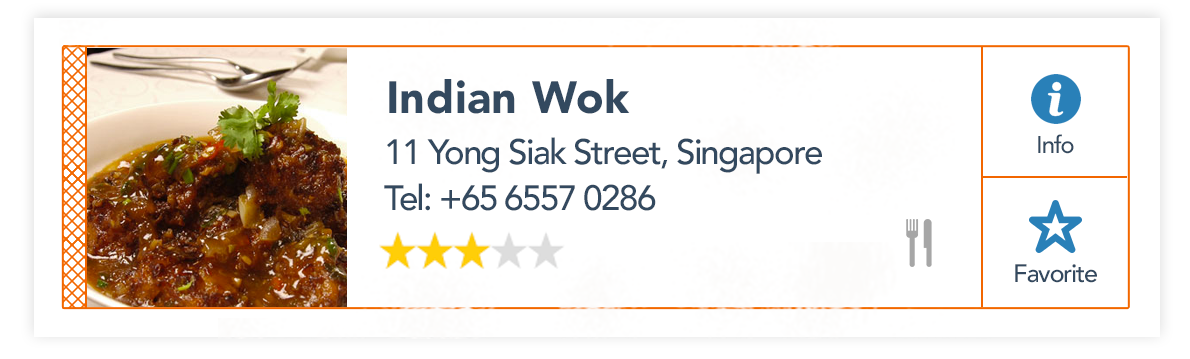 Indian Wok
11 Yong Siak Street, Singapore
Tel: +65 6557 0286
Info
Favorite